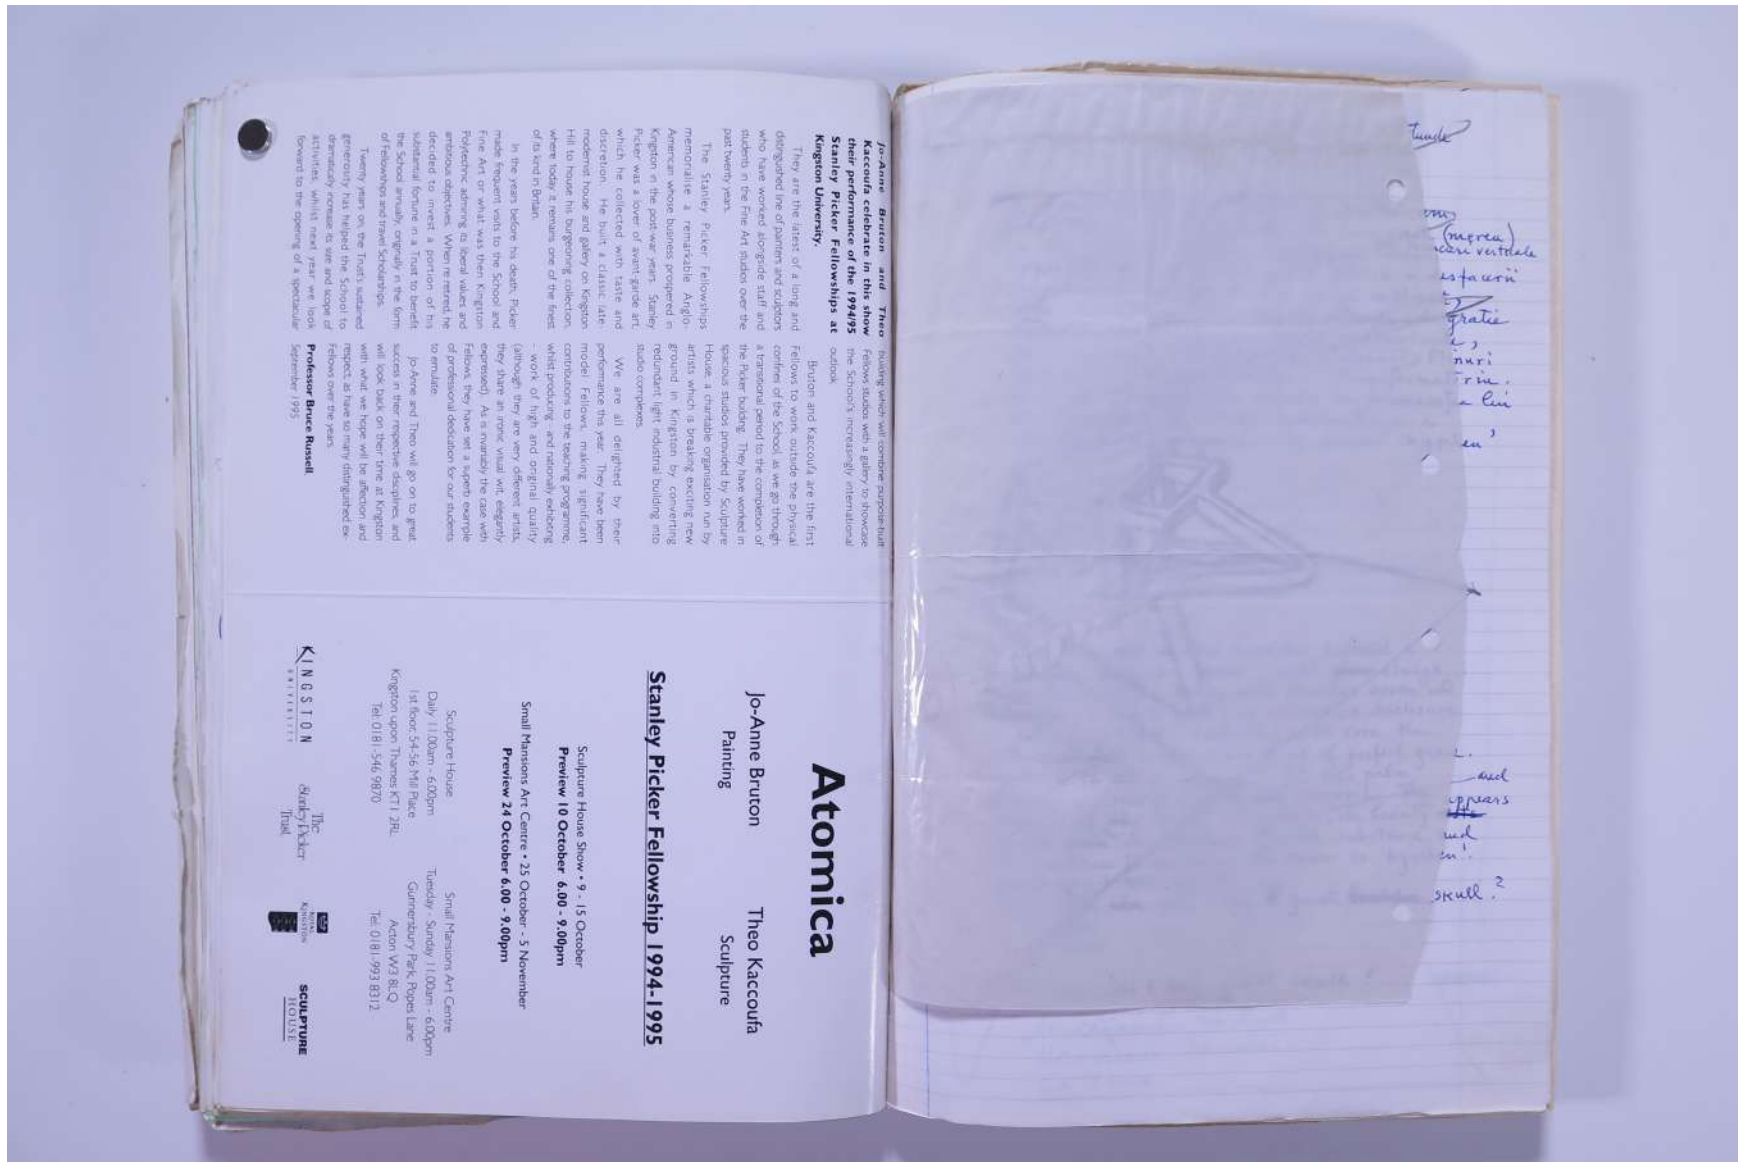 Jo-Anne Bruton and Theo
Kaccoufa celebrate in this show
their performance of the 1994/95
Stanley Picker Fellowships at
Kingston University.
They are the latest of a long and
distinguished line of painters and sculptors
who have worked alongside staff and
students in the Fine Art studios over the
past twenty years.
The Stanley Picker Fellowships
memorialise a remarkable Anglo-
American whose business prospered in
Kingston in the post-war years. Stanley
Picker was a lover of avant-garde art,
which he collected with taste and
discretion. He built a classic late
modernist house and gallery on Kingston
Hill to house his burgeoning collection,
where today it remains one of the finest
of its kind in Britain.
In the years before his death, Picker
made frequent visits to the School and
Fine Art or what was then Kingston
Polytechnic admiring its liberal values and
ambitious objectives. When retired, he
decided to invest a portion of his
substantial fortune in a Trust to benefit
the School annually, originally in the form
of Fellowships and travel Scholarships.
Twenty years on, the Trust's sustained
generosity has helped the School to
dramatically increase its size and scope of
activities, whilst next year we look
forward to the opening of a spectacular
building which will combine purpose-built
Fellows studios with a gallery to showcase
the School's increasingly international
outlook.
Bruton and Kaccoufa are the first
Fellows to work outside the physical
confines of the School, as we go through
a transitional period to the completion of
the Picker building. They have worked in
spacious studios provided by Sculpture
House, a charitable organisation run by
artists which is breaking exciting new
ground in Kingston by converting
redundant light industrial building into
studio complexes.
We are all delighted by their
performance this year. They have been
model Fellows, making significant
contributions to the teaching programme,
whilst producing - and nationally exhibiting
- work of high and original quality
(although they are very different artists,
they share an ironic visual wit, elegantly
expressed). As is invariably the case with
Fellows, they have set a superb example
of professional dedication for our students
to emulate.
Jo-Anne and Theo will go on to great
success in their respective disciplines and
will look back on their time at Kingston
with what we hope will be affection and
respect, as have so many distinguished ex-
Fellows over the years.
Professor Bruce Russell,
September 1995
Atomica
Jo-Anne Bruton
Painting
Theo Kaccoufa
Sculpture
Stanley Picker Fellowship 1994-1995
Sculpture House Show • 9 - 15 October
Preview 10 October 6.00 - 9.00pm
Small Mansions Art Centre • 25 October - 5 November
Preview 24 October 6.00 - 9.00pm
Sculpture House
Daily 11.00am - 6.00pm
1st floor, 54-56 Mill Place
Kingston upon Thames KT1 2RL
Tel: 0181-546 9870
Small Mansions Art Centre
Tuesday - Sunday 11.00am - 6.00pm
Gunnersbury Park, Popes Lane
Acton W3 8LQ
Tel: 0181-993 8312
KINGSTON
UNIVERSITY
The
Stanley Picker
Trust
ROYAL
KINGSTON
SCULPTURE
HOUSE
(mereu)
gratie
and
skull?